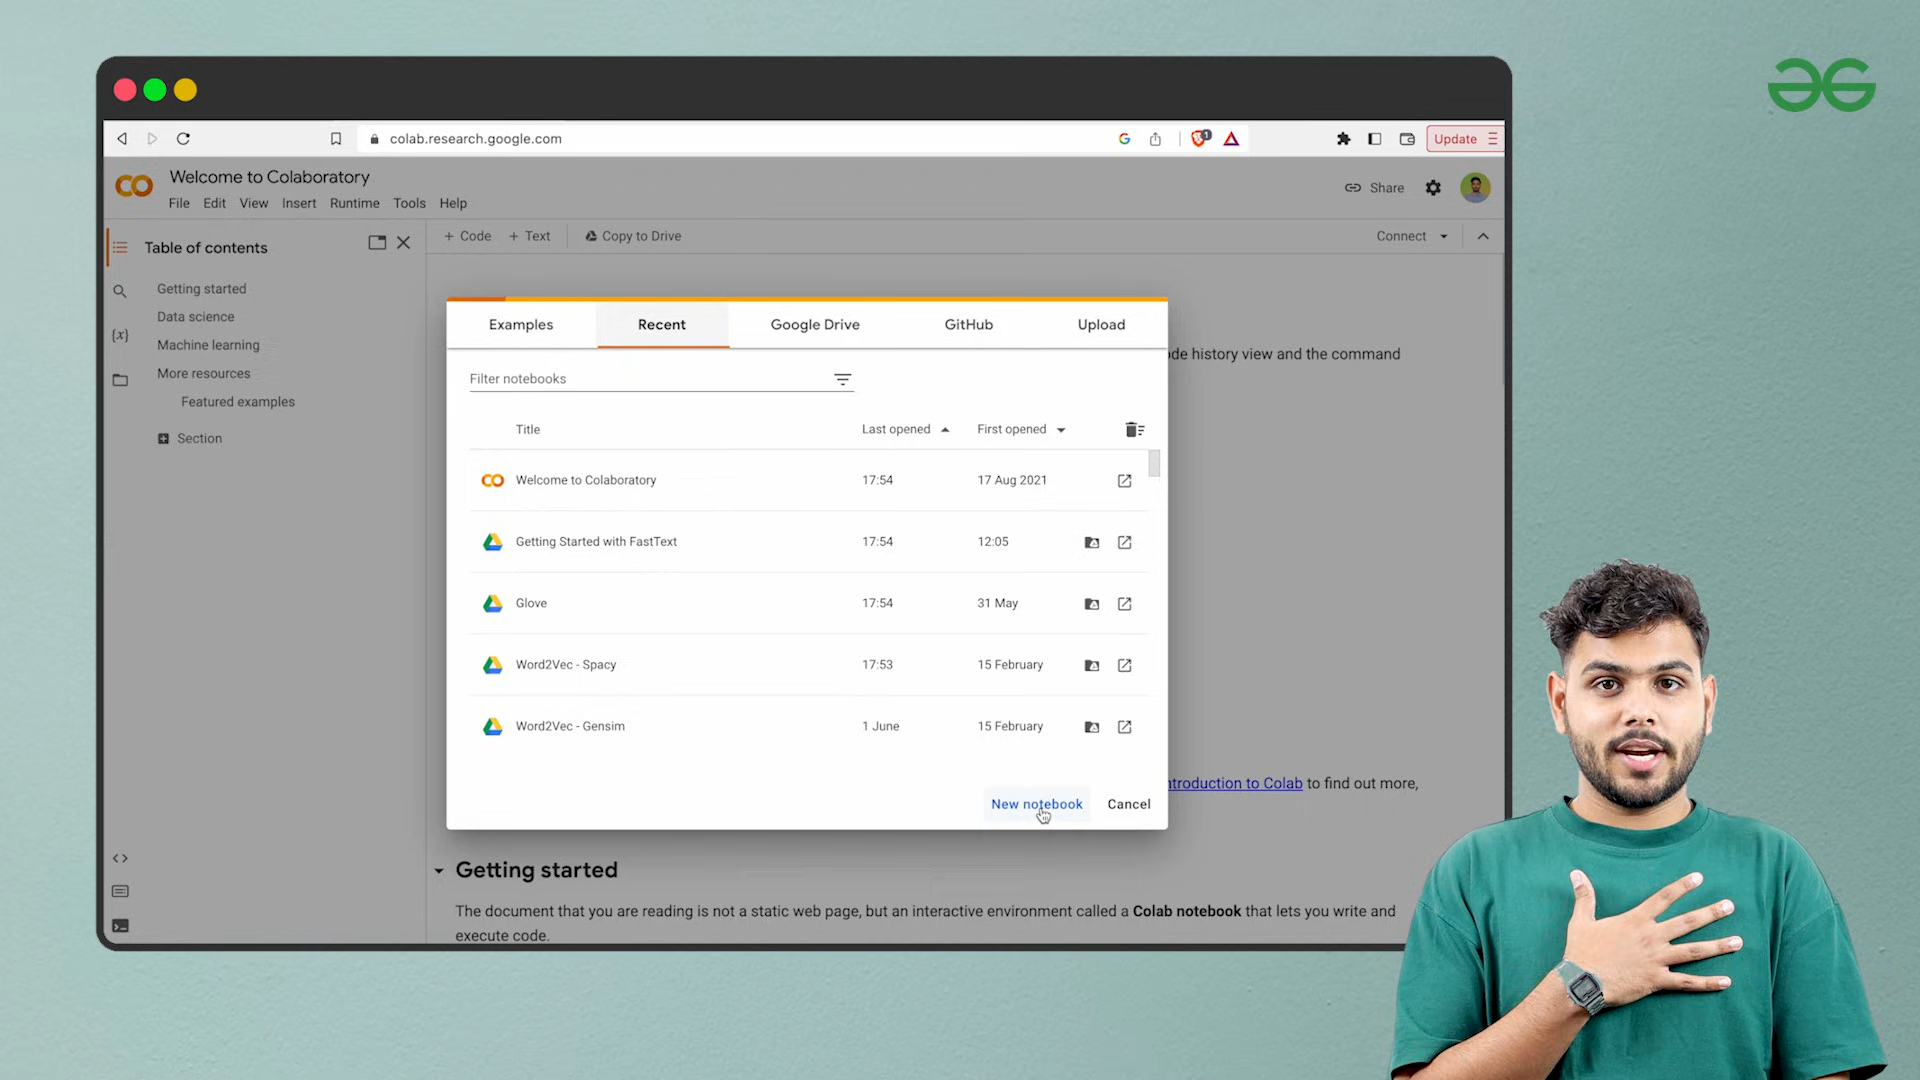 colab.research.google.com
1
Update
CO
Welcome to Colaboratory
Share
File Edit View Insert Runtime Tools Help
Table of contents
+ Code + Text Copy to Drive
Connect
Getting started
Data science
{x}
Machine learning
More resources
Featured examples
Section
Examples Recent Google Drive GitHub Upload
de history view and the command
Filter notebooks
Title Last opened First opened
CO Welcome to Colaboratory 17:54 17 Aug 2021
Getting Started with FastText 17:54 12:05
Glove 17:54 31 May
Word2Vec - Spacy 17:53 15 February
Word2Vec - Gensim 1 June 15 February
ntroduction to Colab to find out more,
New notebook Cancel
Getting started
The document that you are reading is not a static web page, but an interactive environment called a Colab notebook that lets you write and
execute code.